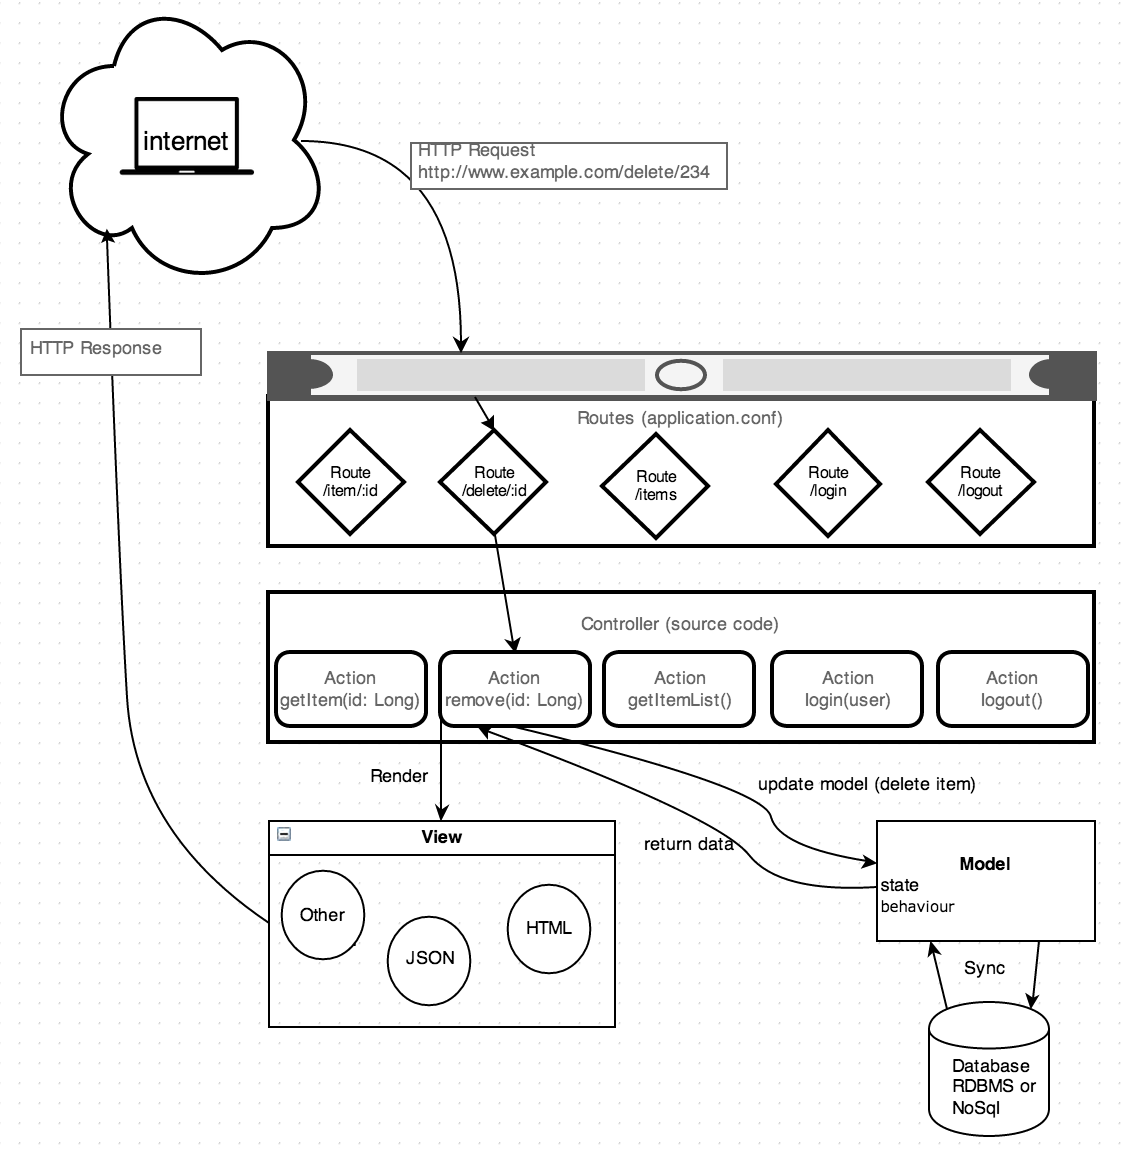 internet
HTTP Request
http://www.example.com/delete/234
HTTP Response
Routes (application.conf)
Route
/item/:id
Route
/delete/:id
Route
/items
Route
/login
Route
/logout
Controller (source code)
Action
getItem(id: Long)
Action
remove(id: Long)
Action
getItemList()
Action
login(user)
Action
logout()
Render
update model (delete item)
return data
View
Other
JSON
HTML
Model
state
behaviour
Sync
Database
RDBMS or
NoSql